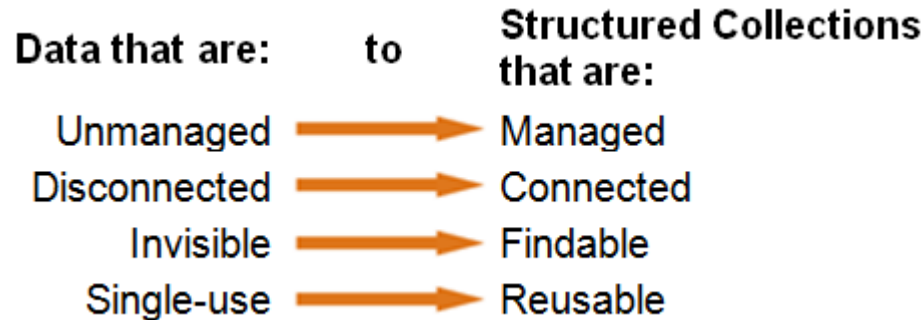 Data that are: to Structured Collections
that are:
Unmanaged Managed
Disconnected Connected
Invisible Findable
Single-use Reusable